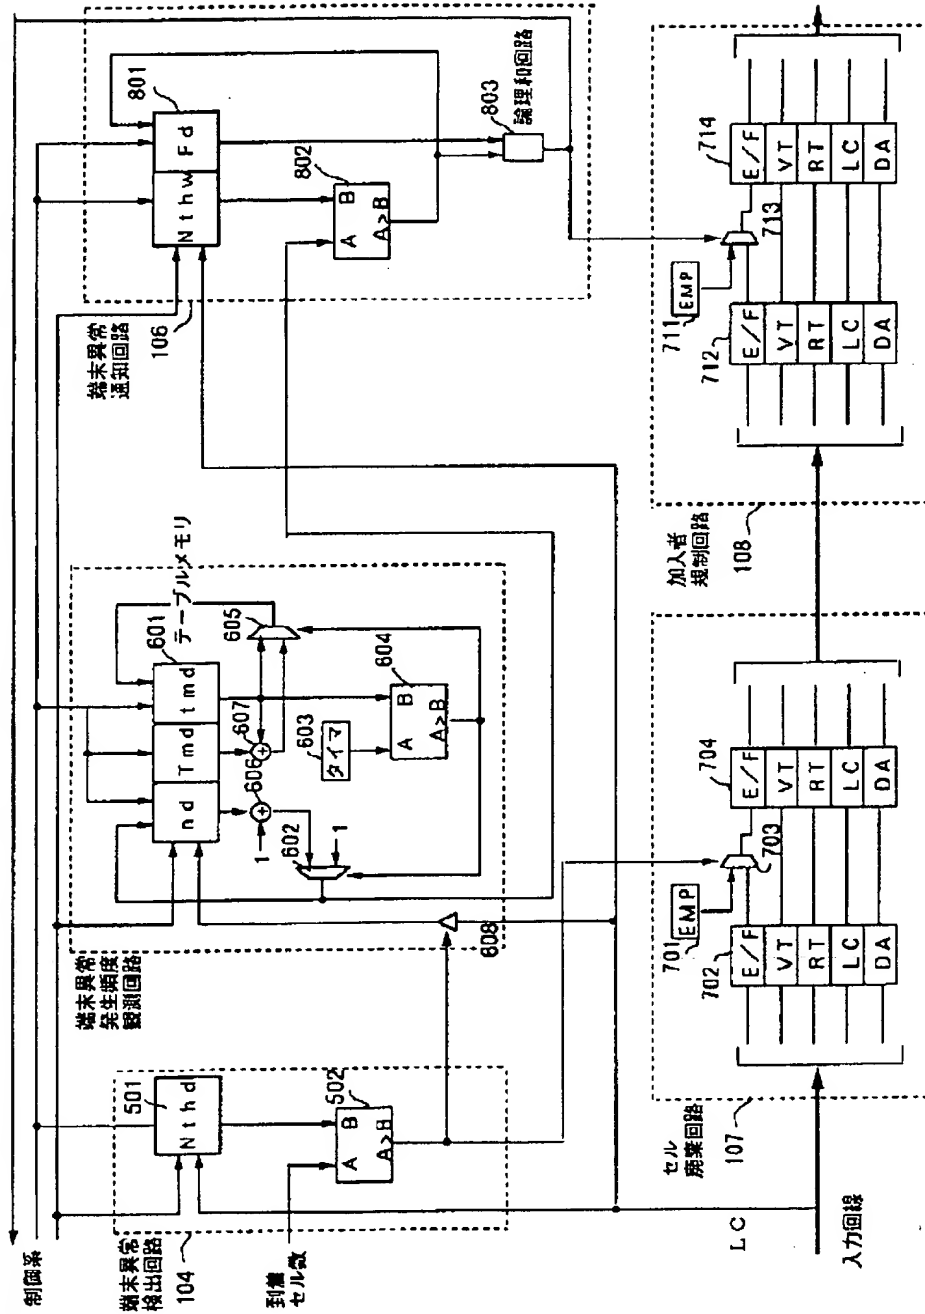 制御系
端末異常
検出回路
104
501
Nthd
502
A
B
A>B
到着
セル数
端末異常
発生頻度
観測回路
テーブルメモリ
601
nd
Tmd
tmd
605
606
607
1
602
1
603
タイマ
604
A
B
A>B
608
端末異常
通知回路
106
801
Nthw
Fd
802
A
B
A>B
803
論理和回路
LC
入力回線
セル
廃棄回路
107
701
EMP
702
E/F
VT
RT
LC
DA
703
704
E/F
VT
RT
LC
DA
加入者
規制回路
108
711
EMP
712
E/F
VT
RT
LC
DA
713
714
E/F
VT
RT
LC
DA